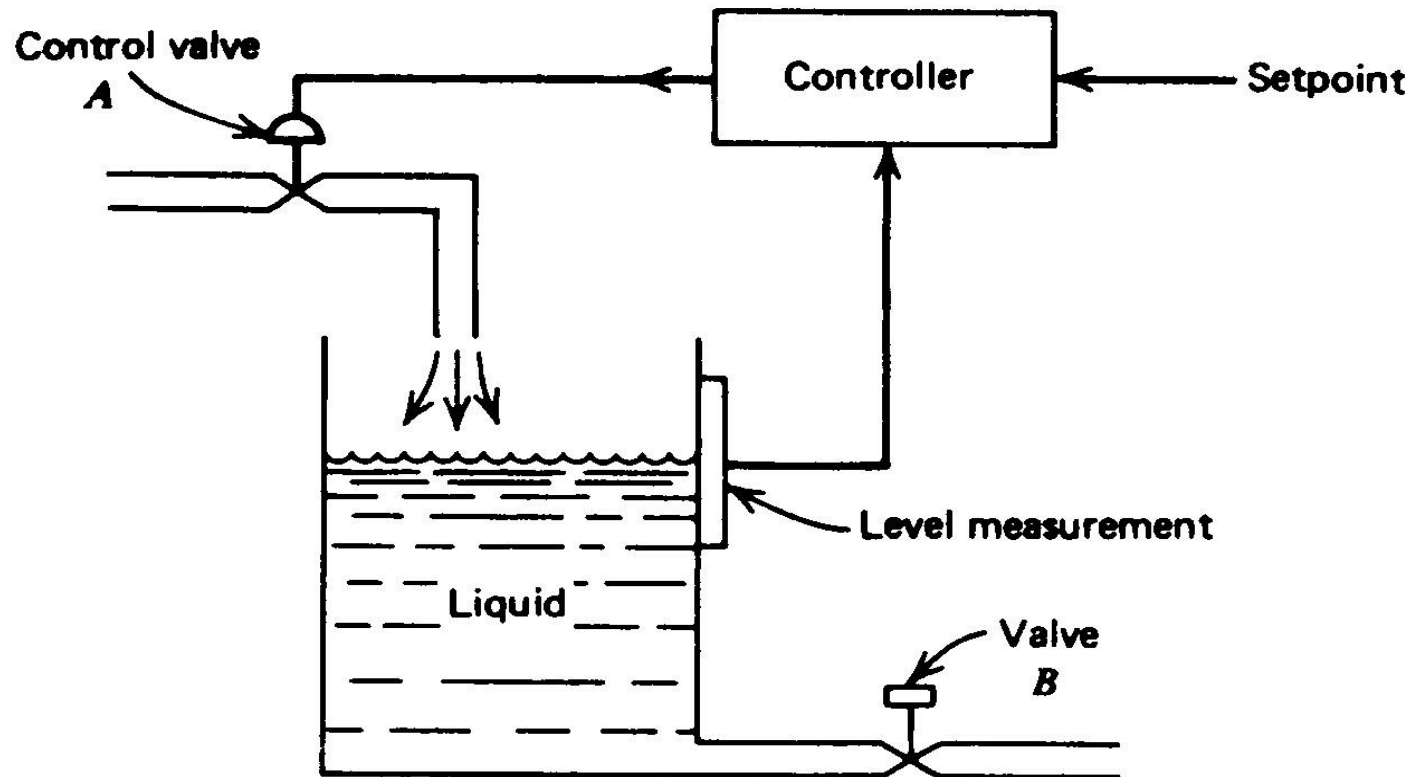 Control valve
A
Controller
Setpoint
Level measurement
Liquid
Valve
B